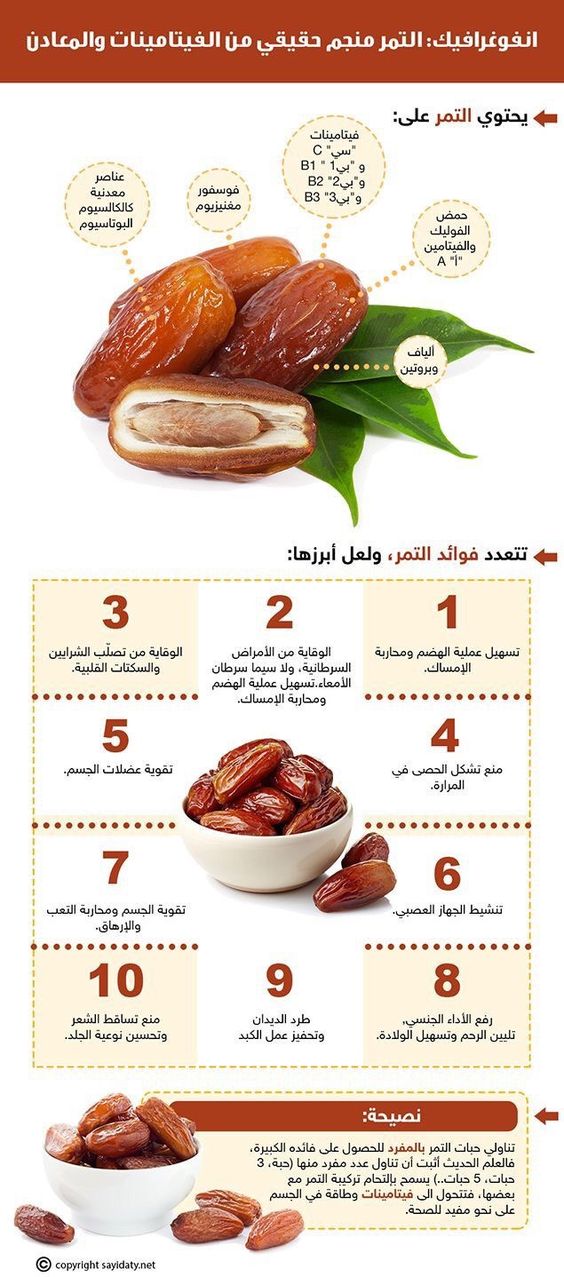 انفوغرافيك: التمر منجم حقيقي من الفيتامينات والمعادن
يحتوي التمر على:
فيتامينات
"سي" C
و "بي1 " B1
و"بي2" B2
و"بي3" B3
حمض
الفوليك
والفيتامين
"أ" A
فوسفور
مغنيزيوم
عناصر
معدنية
كالكالسيوم
البوتاسيوم
ألياف
وبروتين
تتعدد فوائد التمر، ولعل أبرزها:
1
تسهيل عملية الهضم ومحاربة
الإمساك.
2
الوقاية من الأمراض
السرطانية، ولا سيما سرطان
الأمعاء.تسهيل عملية الهضم
ومحاربة الإمساك.
3
الوقاية من تصلّب الشرايين
والسكتات القلبية.
4
منع تشكل الحصى في
المرارة.
5
تقوية عضلات الجسم.
6
تنشيط الجهاز العصبي.
7
تقوية الجسم ومحاربة التعب
والإرهاق.
8
رفع الأداء الجنسي,
تليين الرحم وتسهيل الولادة.
9
طرد الديدان
وتحفيز عمل الكبد
10
منع تساقط الشعر
وتحسين نوعية الجلد.
نصيحة:
تناولي حبات التمر بالمفرد للحصول على فائده الكبيرة،
فالعلم الحديث أثبت أن تناول عدد مفرد منها (حبة، 3
حبات، 5 حبات..) يسمح بإلتحام تركيبة التمر مع
بعضها، فتتحول الى فيتامينات وطاقة في الجسم
على نحو مفيد للصحة.
© copyright sayidaty.net